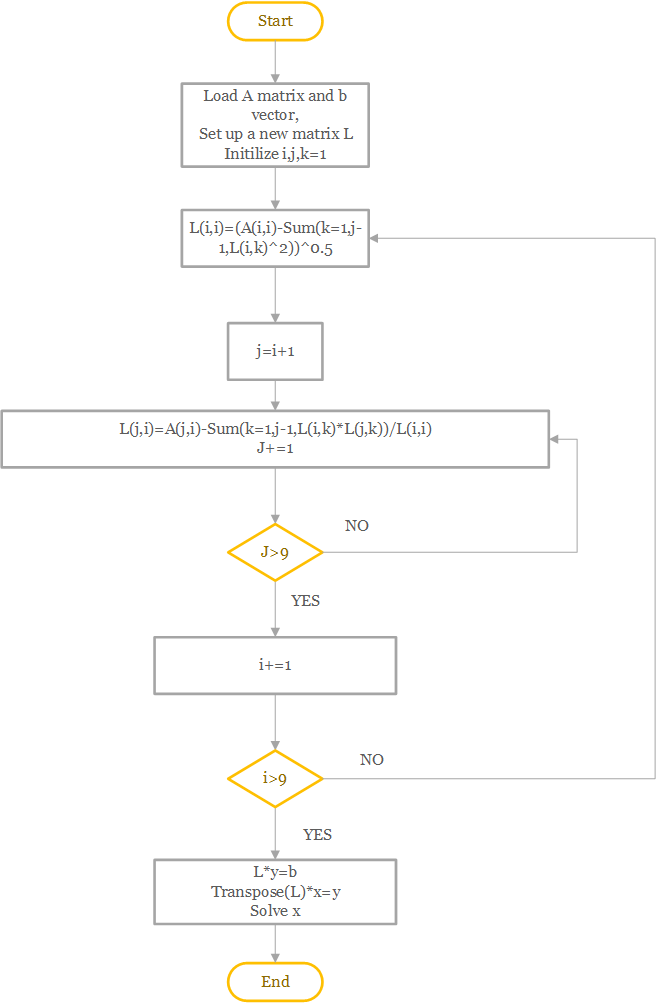 Start
Load A matrix and b
vector,
Set up a new matrix L
Initilize i,j,k=1
L(i,i)=(A(i,i)-Sum(k=1,j-
1,L(i,k)^2))^0.5
j=i+1
L(j,i)=A(j,i)-Sum(k=1,j-1,L(i,k)*L(j,k))/L(i,i)
J+=1
NO
J>9
YES
i+=1
NO
i>9
YES
L*y=b
Transpose(L)*x=y
Solve x
End